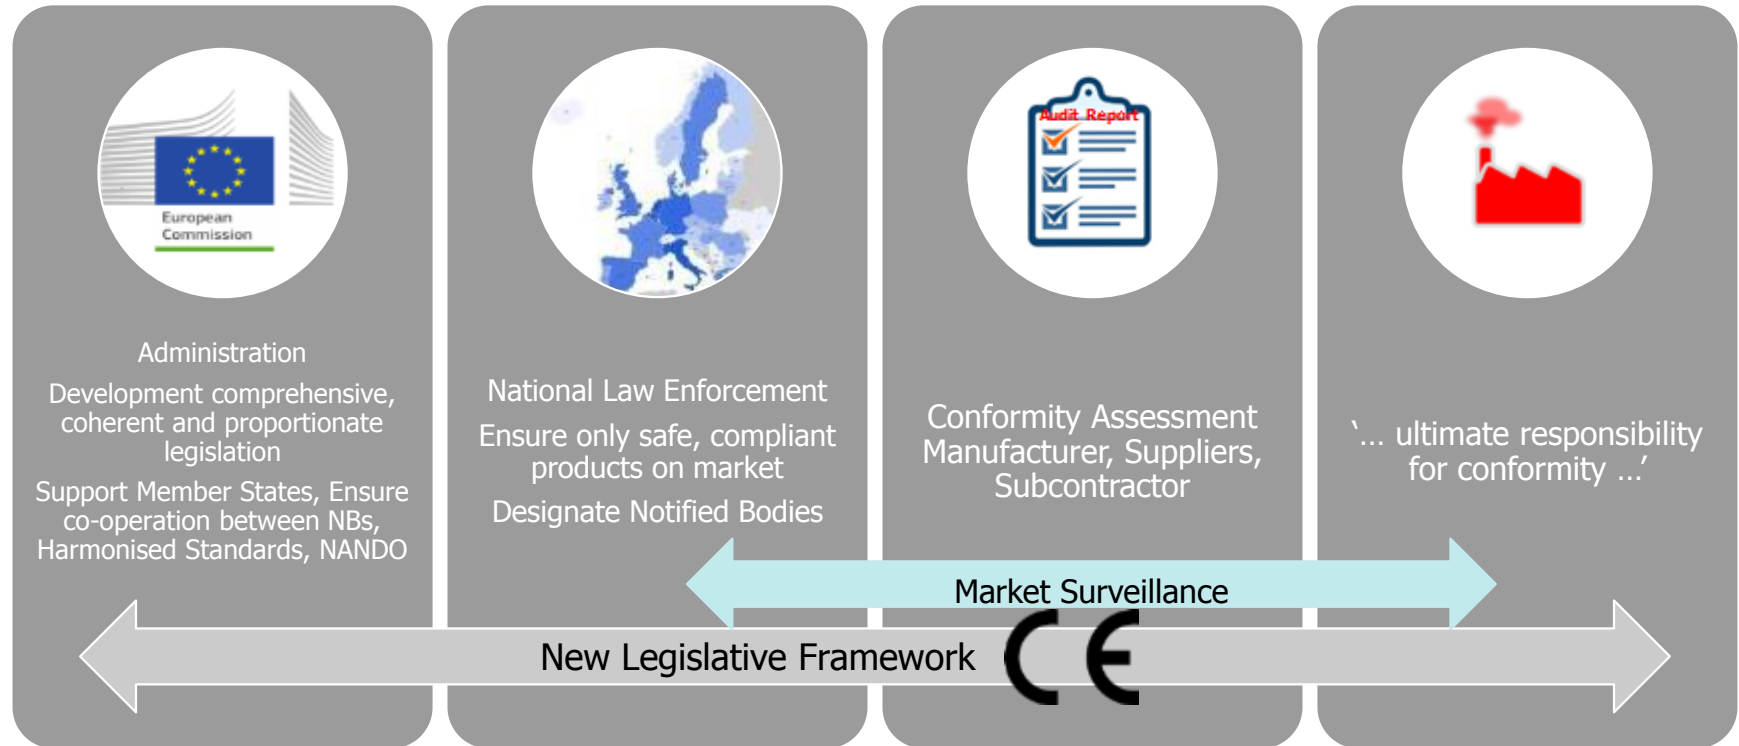 European
Commission
Administration
Development comprehensive,
coherent and proportionate
legislation
Support Member States, Ensure
co-operation between NBs,
Harmonised Standards, NANDO
National Law Enforcement
Ensure only safe, compliant
products on market
Designate Notified Bodies
Audit Report
Conformity Assessment
Manufacturer, Suppliers,
Subcontractor
‘… ultimate responsibility
for conformity …’
Market Surveillance
New Legislative Framework CE